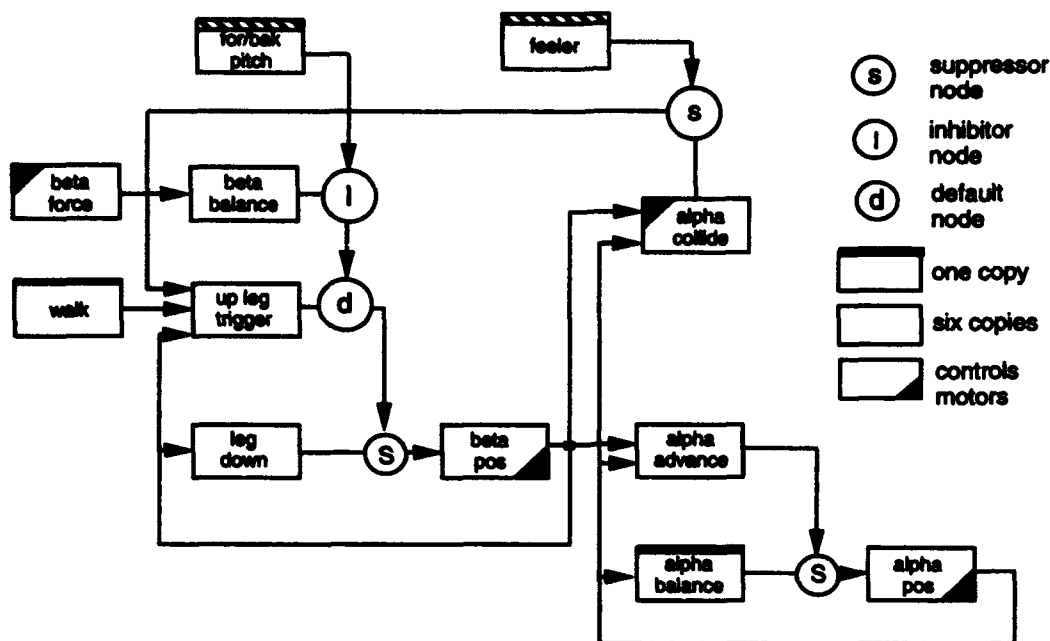 for/bak
pitch
feeler
S
suppressor
node
S
I
inhibitor
node
beta
force
beta
balance
I
d
default
node
alpha
collide
one copy
walk
up leg
trigger
d
six copies
controls
motors
leg
down
S
beta
pos
alpha
advance
alpha
balance
S
alpha
pos